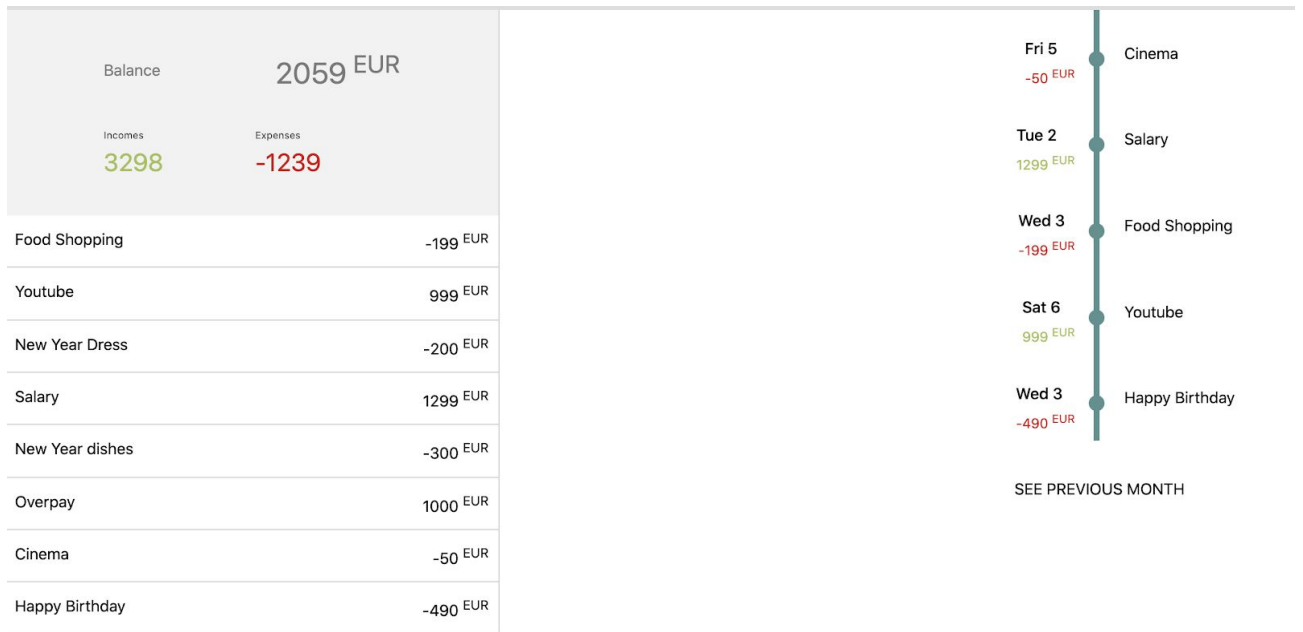 Balance 2059 EUR
Incomes Expenses
3298 -1239
Food Shopping -199 EUR
Youtube 999 EUR
New Year Dress -200 EUR
Salary 1299 EUR
New Year dishes -300 EUR
Overpay 1000 EUR
Cinema -50 EUR
Happy Birthday -490 EUR
Fri 5 Cinema
-50 EUR
Tue 2 Salary
1299 EUR
Wed 3 Food Shopping
-199 EUR
Sat 6 Youtube
999 EUR
Wed 3 Happy Birthday
-490 EUR
SEE PREVIOUS MONTH